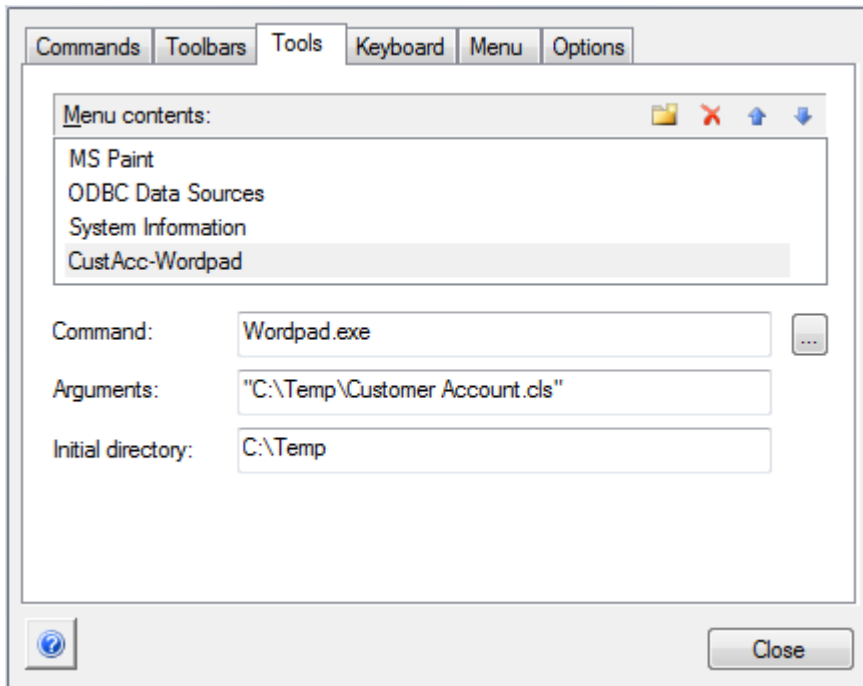 Commands Toolbars Tools Keyboard Menu Options
Menu contents:
MS Paint
ODBC Data Sources
System Information
CustAcc-Wordpad
Command: Wordpad.exe ...
Arguments: "C:\Temp\Customer Account.cls"
Initial directory: C:\Temp
? Close